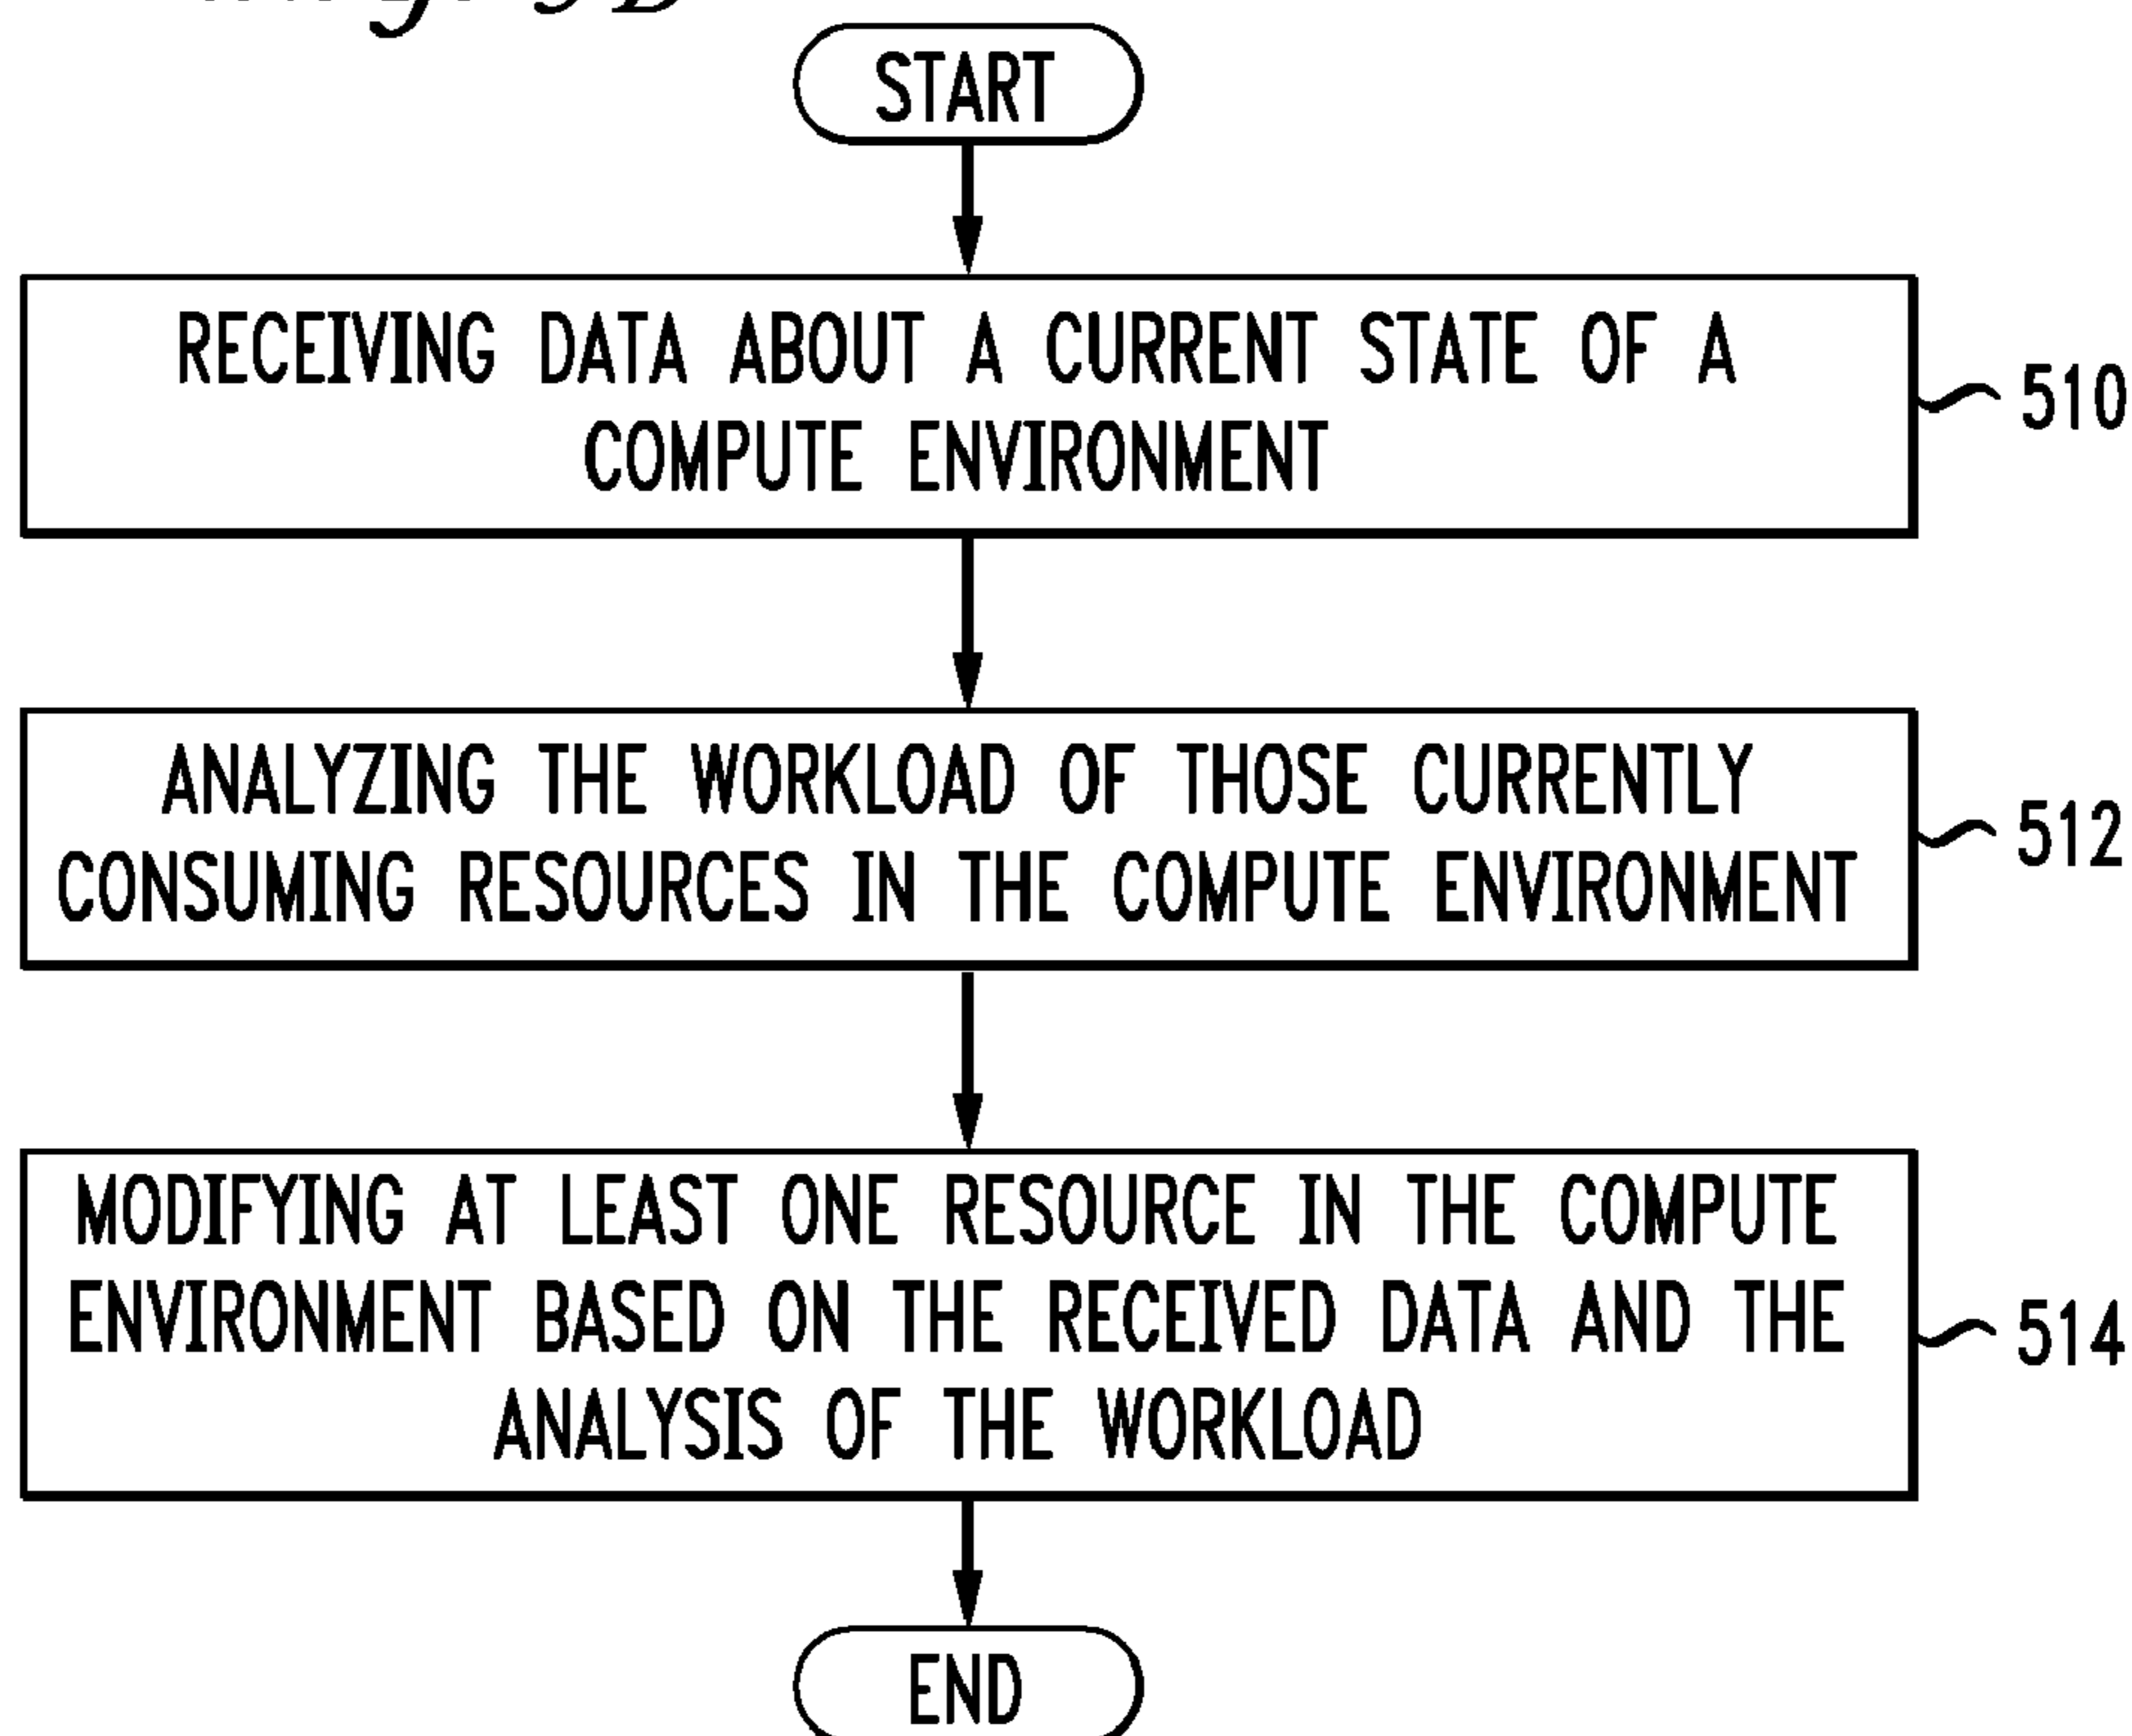 START
RECEIVING DATA ABOUT A CURRENT STATE OF A
COMPUTE ENVIRONMENT
510
ANALYZING THE WORKLOAD OF THOSE CURRENTLY
CONSUMING RESOURCES IN THE COMPUTE ENVIRONMENT
512
MODIFYING AT LEAST ONE RESOURCE IN THE COMPUTE
ENVIRONMENT BASED ON THE RECEIVED DATA AND THE
ANALYSIS OF THE WORKLOAD
514
END